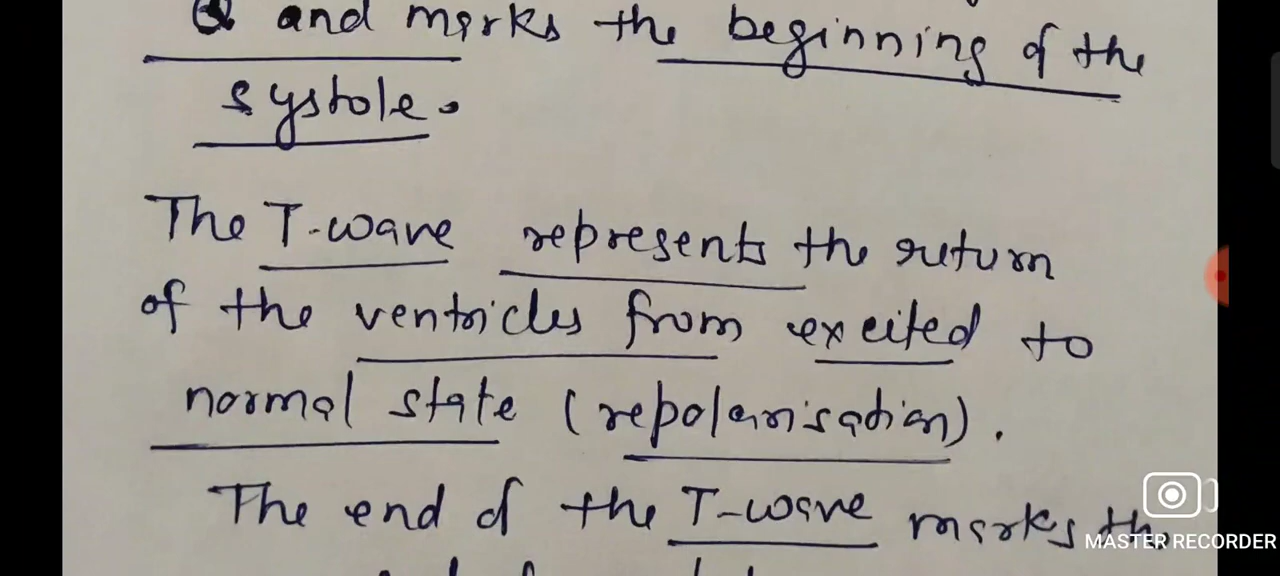 Q and marks the beginning of the
systole.
The T-wave represents the return
of the ventricles from excited to
normal state (repolarisation).
The end of the T-wave marks the
MASTER RECORDER